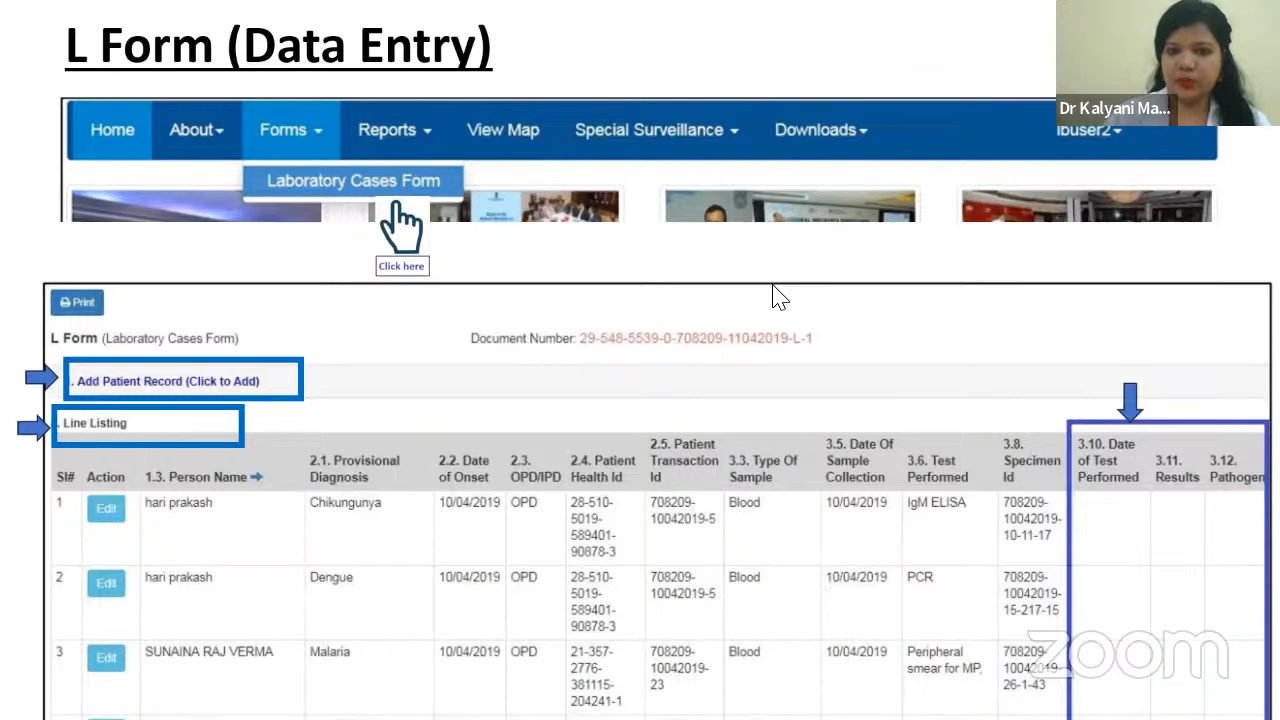 L Form (Data Entry)
Dr Kalyani Ma...
Home About Forms Reports View Map Special Surveillance Downloads
Laboratory Cases Form
Click here
Print
L Form (Laboratory Cases Form) Document Number: 29-548-5539-0-708209-11042019-L-1
. Add Patient Record (Click to Add)
. Line Listing
Sl# Action 1.3. Person Name 2.1. Provisional Diagnosis 2.2. Date of Onset 2.3. OPD/IPD 2.4. Patient Health Id 2.5. Patient Transaction Id 3.3. Type Of Sample 3.5. Date Of Sample Collection 3.6. Test Performed 3.8. Specimen Id 3.10. Date of Test Performed 3.11. Results 3.12. Pathogen
1 Edit hari prakash Chikungunya 10/04/2019 OPD 28-510-5019-589401-90878-3 708209-10042019-5 Blood 10/04/2019 IgM ELISA 708209-10042019-10-11-17
2 Edit hari prakash Dengue 10/04/2019 OPD 28-510-5019-589401-90878-3 708209-10042019-5 Blood 10/04/2019 PCR 708209-10042019-15-217-15
3 Edit SUNAINA RAJ VERMA Malaria 10/04/2019 OPD 21-357-2776-381115-204241-1 708209-10042019-23 Blood 10/04/2019 Peripheral smear for MP, 708209-10042019-26-1-43
zoom